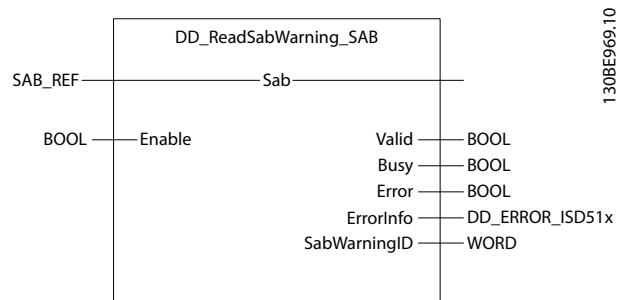 DD_ReadSabWarning_SAB
SAB_REF Sab
BOOL Enable Valid BOOL
Busy BOOL
Error BOOL
ErrorInfo DD_ERROR_ISD51x
SabWarningID WORD
130BE969.10